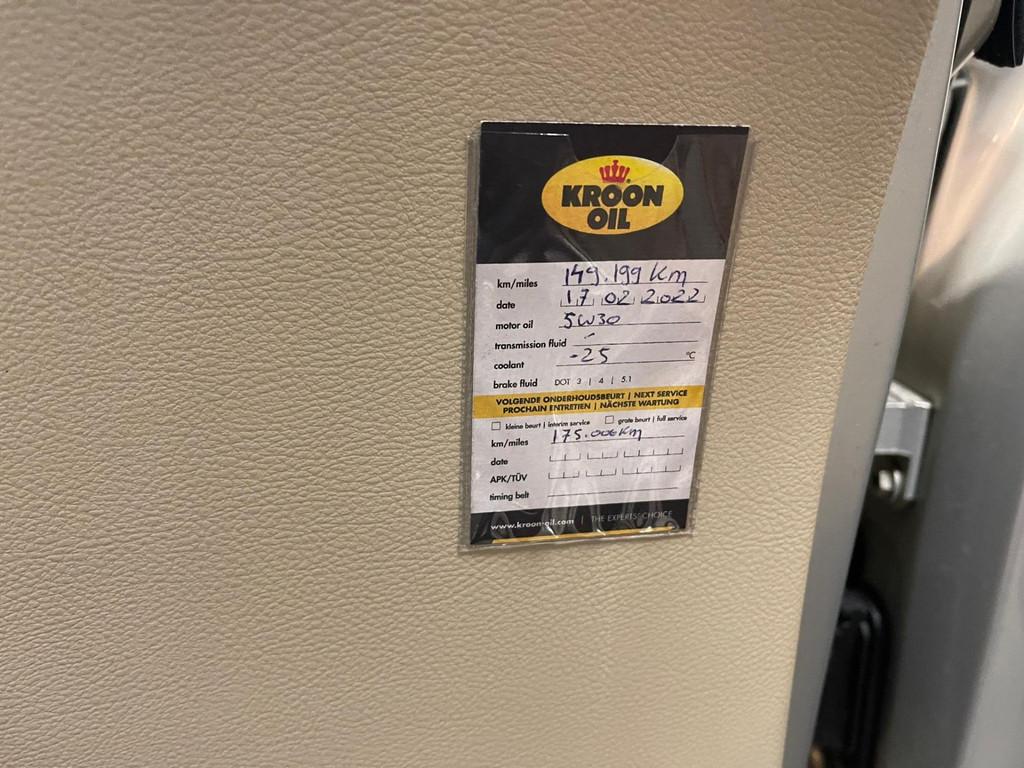 KROON
OIL
km/miles 149.199 km
date 17 02 2022
motor oil 5W30
transmission fluid -
coolant -25 °C
brake fluid DOT 3 | 4 | 5.1
VOLGENDE ONDERHOUDSBEURT | NEXT SERVICE
PROCHAIN ENTRETIEN | NÄCHSTE WARTUNG
kleine beurt | interim service grote beurt | full service
km/miles 175.000 km
date
APK/TÜV
timing belt
www.kroon-oil.com | THE EXPERTS' CHOICE